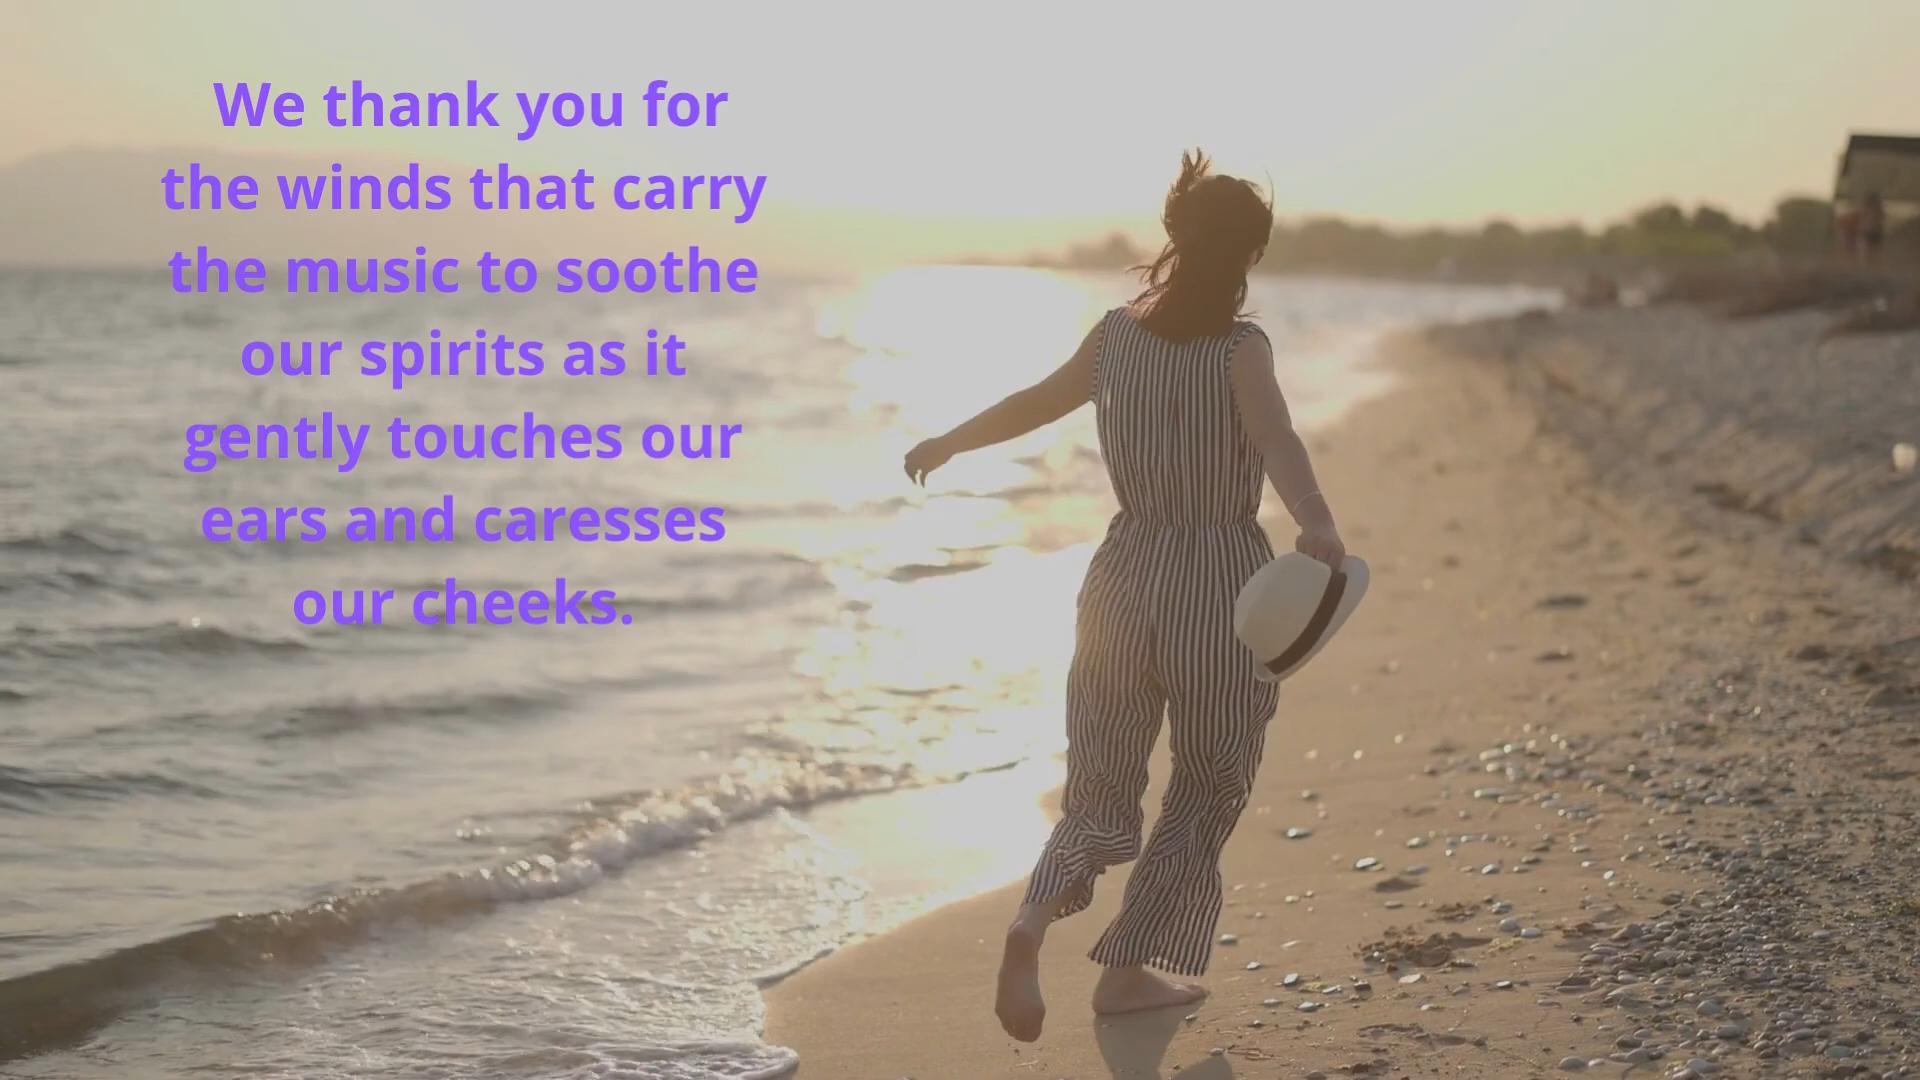 We thank you for
the winds that carry
the music to soothe
our spirits as it
gently touches our
ears and caresses
our cheeks.